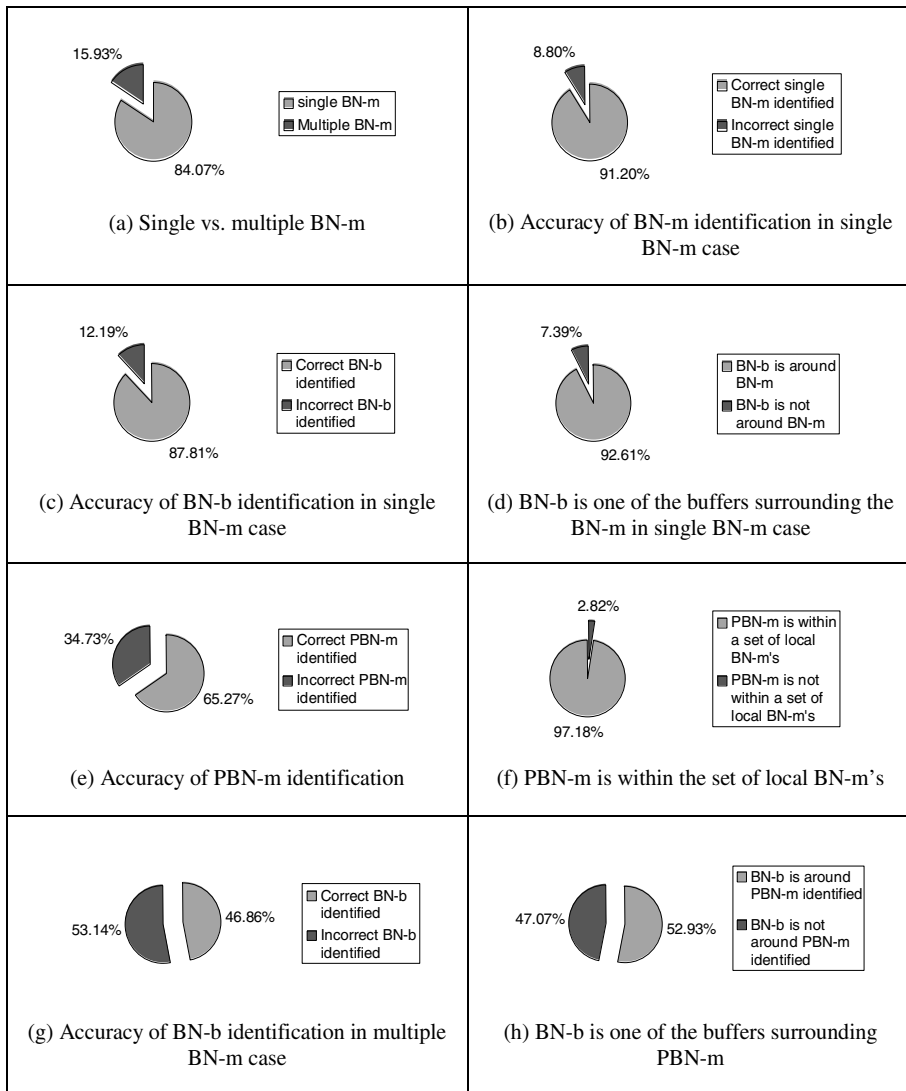 15.93%
single BN-m
Multiple BN-m
84.07%
(a) Single vs. multiple BN-m
8.80%
Correct single
BN-m identified
Incorrect single
BN-m identified
91.20%
(b) Accuracy of BN-m identification in single
BN-m case
12.19%
Correct BN-b
identified
Incorrect BN-b
identified
87.81%
(c) Accuracy of BN-b identification in single
BN-m case
7.39%
BN-b is around
BN-m
BN-b is not
around BN-m
92.61%
(d) BN-b is one of the buffers surrounding the
BN-m in single BN-m case
34.73%
Correct PBN-m
identified
Incorrect PBN-m
identified
65.27%
(e) Accuracy of PBN-m identification
2.82%
PBN-m is within
a set of local
BN-m's
PBN-m is not
within a set of
local BN-m's
97.18%
(f) PBN-m is within the set of local BN-m’s
53.14%
46.86%
Correct BN-b
identified
Incorrect BN-b
identified
(g) Accuracy of BN-b identification in multiple
BN-m case
47.07%
52.93%
BN-b is around
PBN-m identified
BN-b is not
around PBN-m
identified
(h) BN-b is one of the buffers surrounding
PBN-m